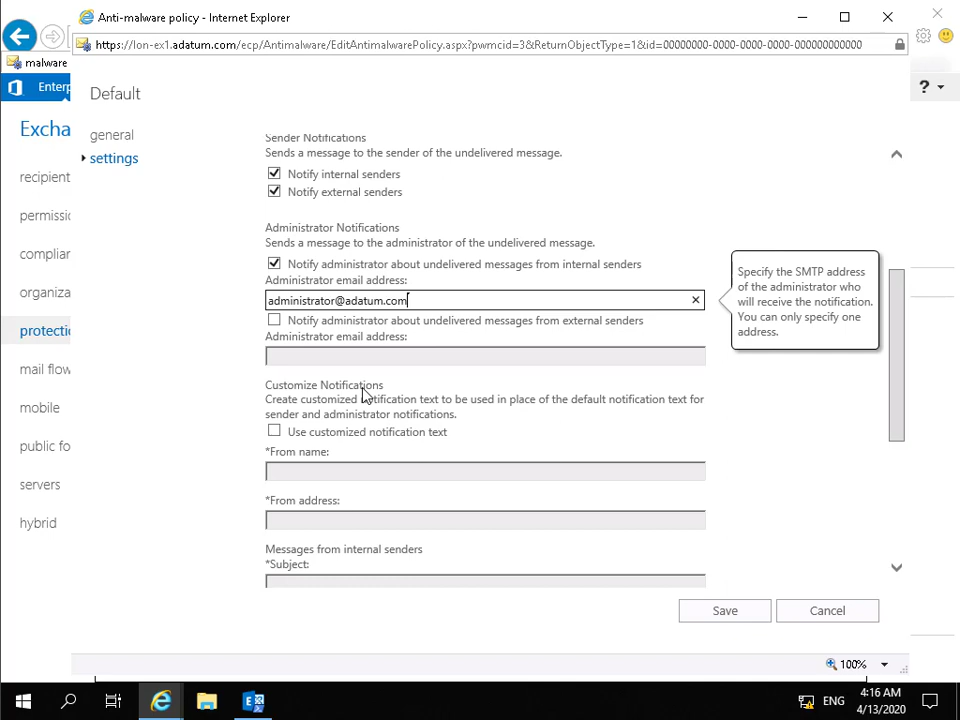 Anti-malware policy - Internet Explorer
https://lon-ex1.adatum.com/ecp/Antimalware/EditAntimalwarePolicy.aspx?pwmcid=3&ReturnObjectType=1&id=00000000-0000-0000-0000-000000000000
malware
Enterp
Default
Excha
general
settings
recipient
permissio
complian
organiza
protectio
mail flow
mobile
public fo
servers
hybrid
Sender Notifications
Sends a message to the sender of the undelivered message.
Notify internal senders
Notify external senders
Administrator Notifications
Sends a message to the administrator of the undelivered message.
Notify administrator about undelivered messages from internal senders
Administrator email address:
administrator@adatum.com
Notify administrator about undelivered messages from external senders
Administrator email address:
Specify the SMTP address
of the administrator who
will receive the notification.
You can only specify one
address.
Customize Notifications
Create customized notification text to be used in place of the default notification text for
sender and administrator notifications.
Use customized notification text
*From name:
*From address:
Messages from internal senders
*Subject:
Save
Cancel
100%
ENG
4:16 AM
4/13/2020